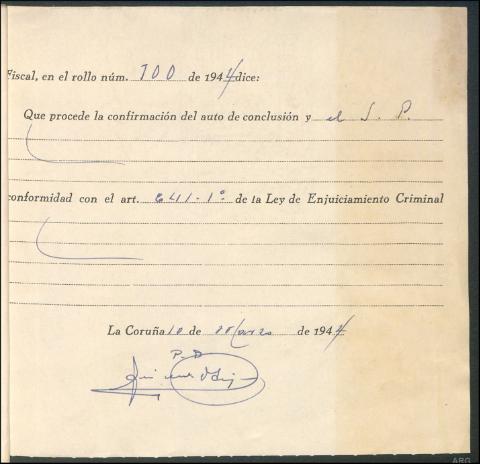 Fiscal, en el rollo núm. 700 de 1944 dice:
Que procede la confirmación del auto de conclusión y el S. P.
conformidad con el art. 641-1º de la Ley de Enjuiciamiento Criminal
La Coruña 10 de Marzo de 1944
P. D.
ARG